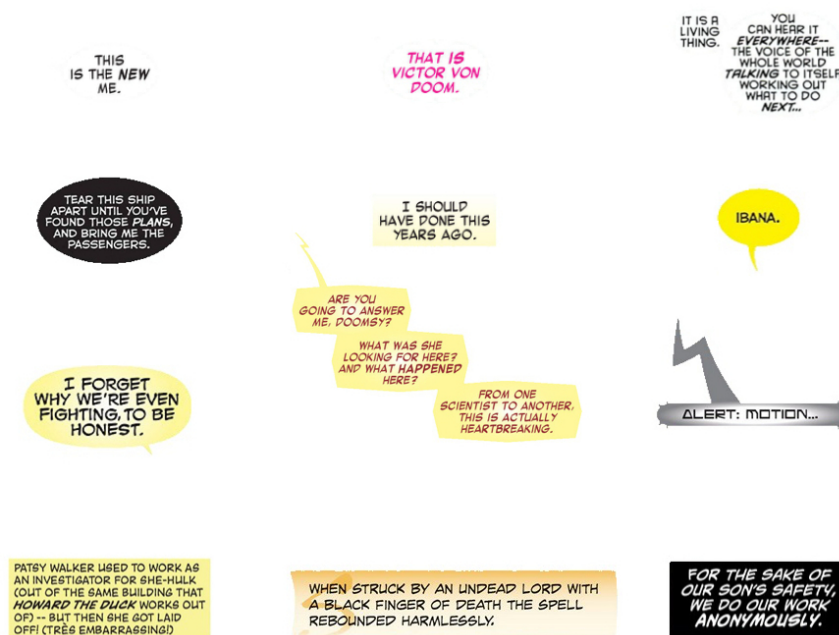 THIS
IS THE NEW
ME.
THAT IS
VICTOR VON
DOOM.
IT IS A
LIVING
THING.
YOU
CAN HEAR IT
EVERYWHERE--
THE VOICE OF THE
WHOLE WORLD
TALKING TO ITSELF
WORKING OUT
WHAT TO DO
NEXT...
TEAR THIS SHIP
APART UNTIL YOU'VE
FOUND THOSE PLANS,
AND BRING ME THE
PASSENGERS.
I SHOULD
HAVE DONE THIS
YEARS AGO.
IBANA.
ARE YOU
GOING TO ANSWER
ME, DOOMSY?
WHAT WAS SHE
LOOKING FOR HERE?
AND WHAT HAPPENED
HERE?
FROM ONE
SCIENTIST TO ANOTHER,
THIS IS ACTUALLY
HEARTBREAKING.
I FORGET
WHY WE'RE EVEN
FIGHTING, TO BE
HONEST.
ALERT: MOTION...
PATSY WALKER USED TO WORK AS
AN INVESTIGATOR FOR SHE-HULK
(OUT OF THE SAME BUILDING THAT
HOWARD THE DUCK WORKS OUT
OF) -- BUT THEN SHE GOT LAID
OFF! (TRÈS EMBARRASSING!)
3
WHEN STRUCK BY AN UNDEAD LORD WITH
A BLACK FINGER OF DEATH THE SPELL
REBOUNDED HARMLESSLY.
FOR THE SAKE OF
OUR SON'S SAFETY,
WE DO OUR WORK
ANONYMOUSLY.